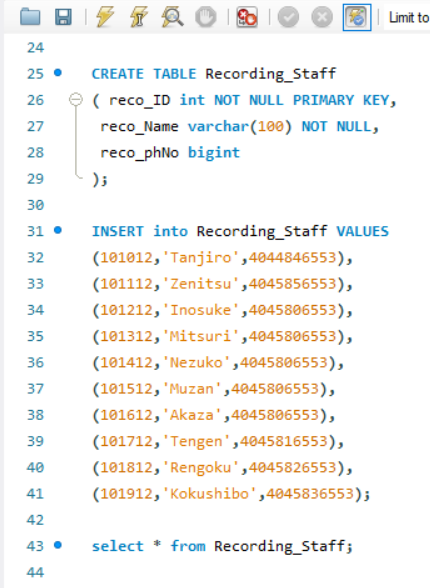 Limit to
24
25 CREATE TABLE Recording_Staff
26 ( reco_ID int NOT NULL PRIMARY KEY,
27 reco_Name varchar(100) NOT NULL,
28 reco_phNo bigint
29 );
30
31 INSERT into Recording_Staff VALUES
32 (101012,'Tanjiro',4044846553),
33 (101112,'Zenitsu',4045856553),
34 (101212,'Inosuke',4045806553),
35 (101312,'Mitsuri',4045806553),
36 (101412,'Nezuko',4045806553),
37 (101512,'Muzan',4045806553),
38 (101612,'Akaza',4045806553),
39 (101712,'Tengen',4045816553),
40 (101812,'Rengoku',4045826553),
41 (101912,'Kokushibo',4045836553);
42
43 select * from Recording_Staff;
44